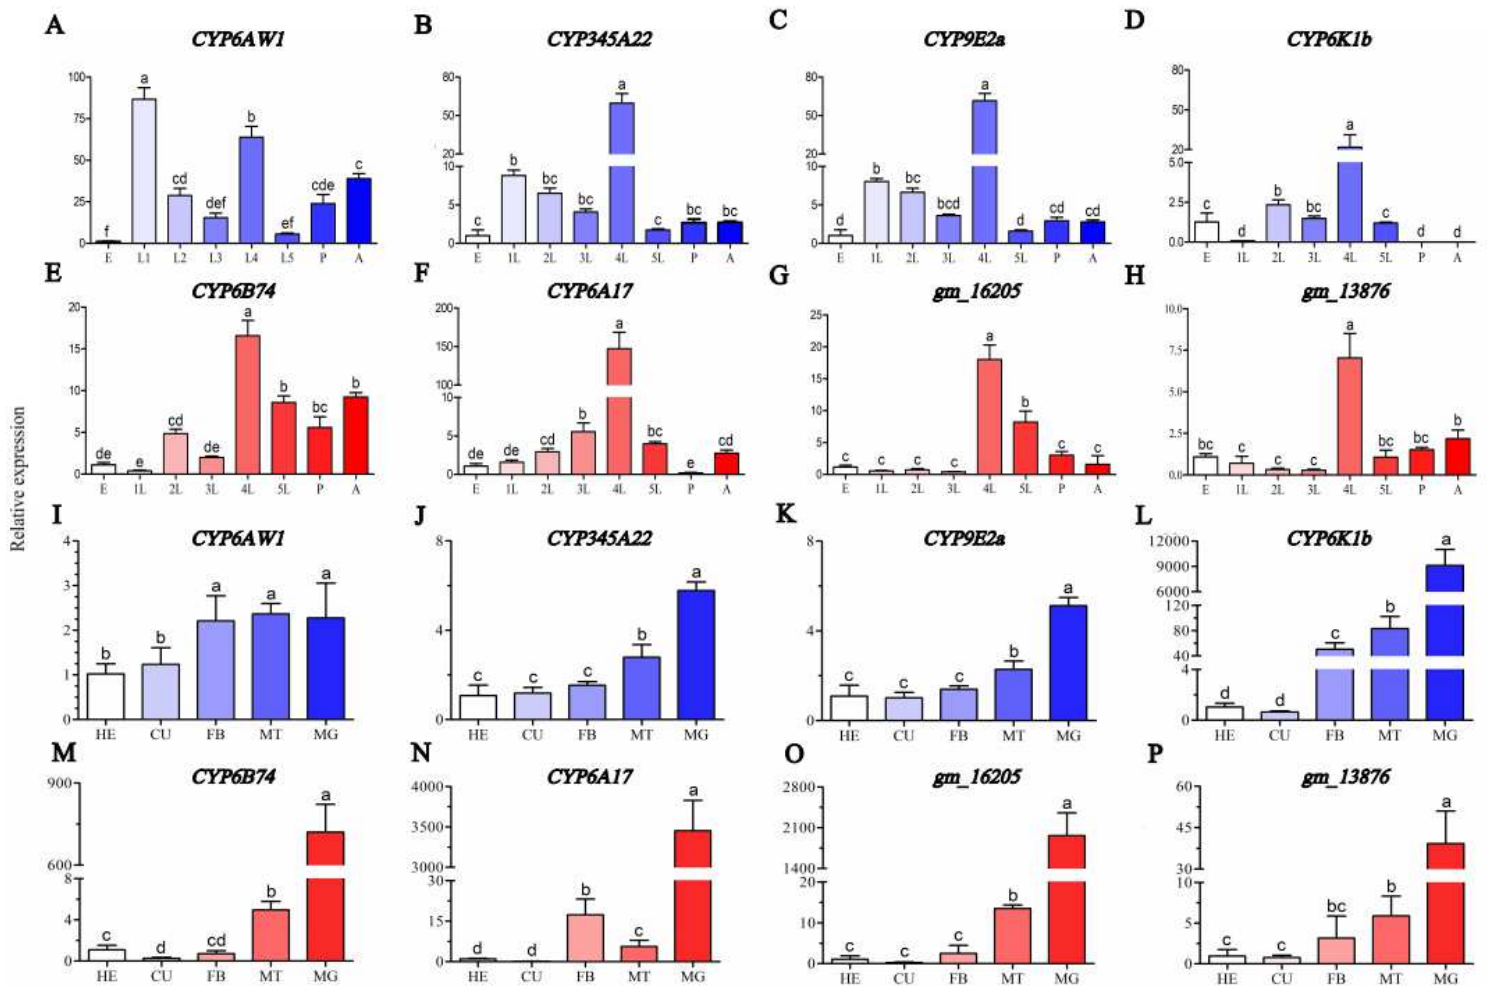 A CYP6AW1
B CYP345A22
C CYP9E2a
D CYP6K1b
100 75 50 25 0
f a cd def b ef cde c
E L1 L2 L3 L4 L5 P A
80 50 20 10 5 0
c b bc bc a c bc bc
E 1L 2L 3L 4L 5L P A
80 50 20 10 5 0
d b bc bcd a d cd cd
E 1L 2L 3L 4L 5L P A
80 50 20 5.0 2.5 0.0
c d b bc a c d d
E 1L 2L 3L 4L 5L P A
E CYP6B74
F CYP6A17
G gm_16205
H gm_13876
20 15 10 5 0
de e cd de a b bc b
E 1L 2L 3L 4L 5L P A
200 150 100 10 5 0
de de cd b a bc e cd
E 1L 2L 3L 4L 5L P A
25 20 15 10 5 0
c c c c a b c c
E 1L 2L 3L 4L 5L P A
10.0 7.5 5.0 2.5 0.0
bc c c c a bc bc b
E 1L 2L 3L 4L 5L P A
Relative expression
I CYP6AW1
J CYP345A22
K CYP9E2a
L CYP6K1b
4 3 2 1 0
b b a a a
HE CU FB MT MG
8 4 0
c c c b a
HE CU FB MT MG
8 4 0
c c c b a
HE CU FB MT MG
12000 9000 6000 120 80 40 4 0
d d c b a
HE CU FB MT MG
M CYP6B74
N CYP6A17
O gm_16205
P gm_13876
900 600 8 4 0
c d cd b a
HE CU FB MT MG
4000 3500 3000 30 15 0
d d b c a
HE CU FB MT MG
2800 2100 1400 20 10 0
c c c b a
HE CU FB MT MG
60 45 30 10 5 0
c c bc b a
HE CU FB MT MG